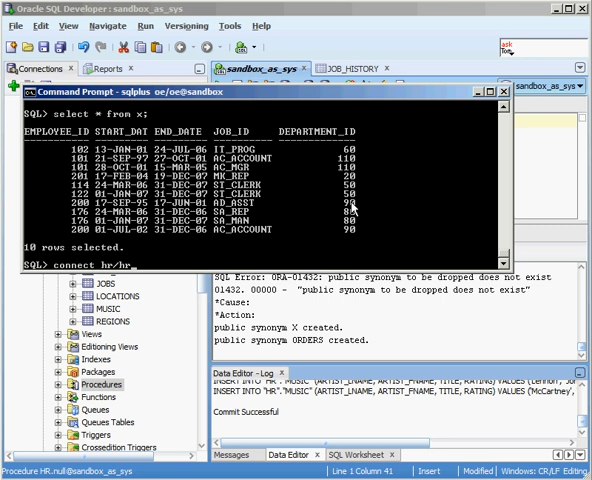 Oracle SQL Developer : sandbox_as_sys
File Edit View Navigate Run Versioning Tools Help
ask
Tom
Connections Reports sandbox_as_sys JOB_HISTORY
sandbox_as_sys
Command Prompt - sqlplus oe/oe@sandbox
SQL> select * from x;
EMPLOYEE_ID START_DAT END_DATE JOB_ID DEPARTMENT_ID
102 13-JAN-01 24-JUL-06 IT_PROG 60
101 21-SEP-97 27-OCT-01 AC_ACCOUNT 110
101 28-OCT-01 15-MAR-05 AC_MGR 110
201 17-FEB-04 19-DEC-07 MK_REP 20
114 24-MAR-06 31-DEC-07 ST_CLERK 50
122 01-JAN-07 31-DEC-07 ST_CLERK 50
200 17-SEP-95 17-JUN-01 AD_ASST 90
176 24-MAR-06 31-DEC-06 SA_REP 80
176 01-JAN-07 31-DEC-07 SA_MAN 80
200 01-JUL-02 31-DEC-06 AC_ACCOUNT 90
10 rows selected.
SQL> connect hr/hr_
JOBS
LOCATIONS
MUSIC
REGIONS
Views
Editioning Views
Indexes
Packages
Procedures
Functions
Queues
Queues Tables
Triggers
Crossedition Triggers
SQL Error: ORA-01432: public synonym to be dropped does not exist
01432. 00000 - "public synonym to be dropped does not exist"
*Cause:
*Action:
public synonym X created.
public synonym ORDERS created.
Data Editor - Log
INSERT INTO "HR"."MUSIC" (ARTIST_LNAME, ARTIST_FNAME, TITLE, RATING) VALUES ('Lennon', 'Jo
INSERT INTO "HR"."MUSIC" (ARTIST_LNAME, ARTIST_FNAME, TITLE, RATING) VALUES ('McCartney',
Commit Successful
Messages Data Editor SQL Worksheet
Procedure HR.null@sandbox_as_sys Line 1 Column 41 Insert Modified Windows: CR/LF Editing